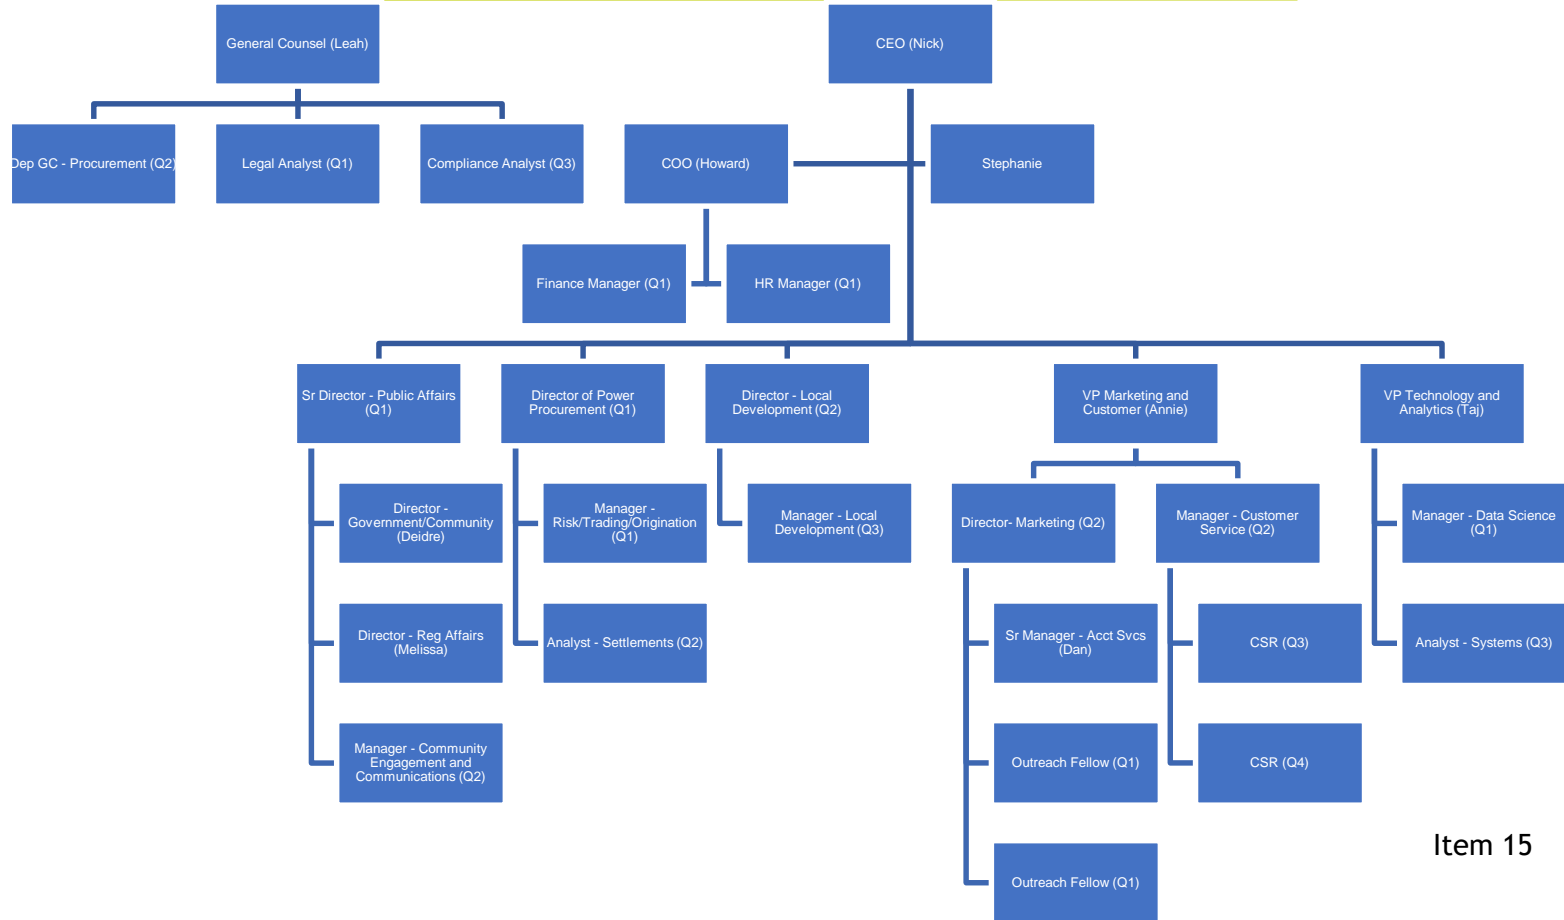 General Counsel (Leah)
CEO (Nick)
Dep GC - Procurement (Q2)
Legal Analyst (Q1)
Compliance Analyst (Q3)
COO (Howard)
Stephanie
Finance Manager (Q1)
HR Manager (Q1)
Sr Director - Public Affairs
(Q1)
Director of Power
Procurement (Q1)
Director - Local
Development (Q2)
VP Marketing and
Customer (Annie)
VP Technology and
Analytics (Taj)
Director -
Government/Community
(Deidre)
Manager -
Risk/Trading/Origination
(Q1)
Manager - Local
Development (Q3)
Director- Marketing (Q2)
Manager - Customer
Service (Q2)
Manager - Data Science
(Q1)
Director - Reg Affairs
(Melissa)
Analyst - Settlements (Q2)
Sr Manager - Acct Svcs
(Dan)
CSR (Q3)
Analyst - Systems (Q3)
Manager - Community
Engagement and
Communications (Q2)
Outreach Fellow (Q1)
CSR (Q4)
Outreach Fellow (Q1)
Item 15